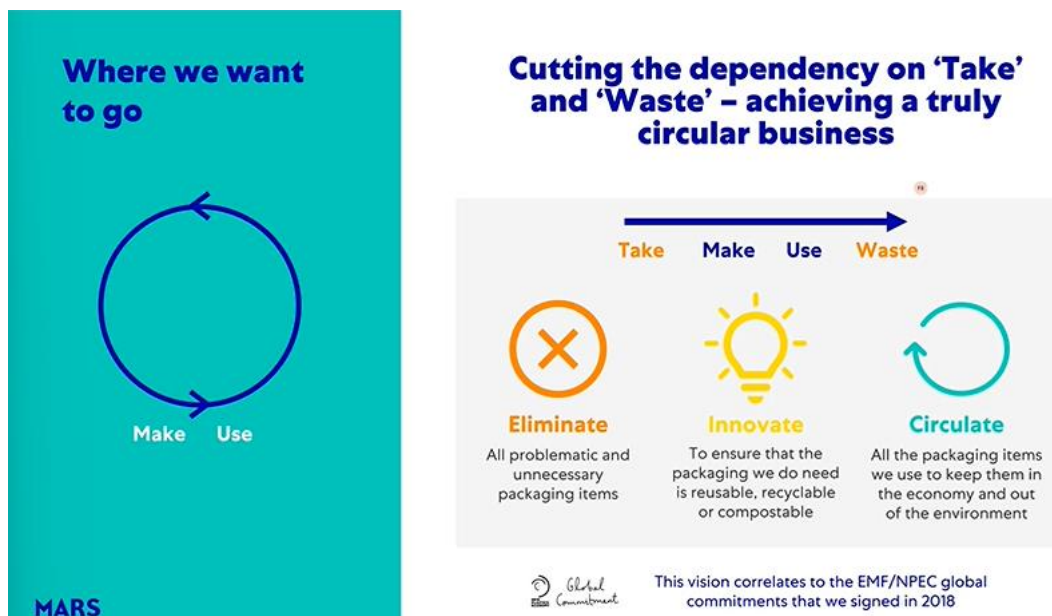 Where we want
to go
Make Use
MARS
Cutting the dependency on ‘Take’
and ‘Waste’ – achieving a truly
circular business
Take Make Use Waste
Eliminate
All problematic and
unnecessary
packaging items
Innovate
To ensure that the
packaging we do need
is reusable, recyclable
or compostable
Circulate
All the packaging items
we use to keep them in
the economy and out
of the environment
Global
Commitment
This vision correlates to the EMF/NPEC global
commitments that we signed in 2018